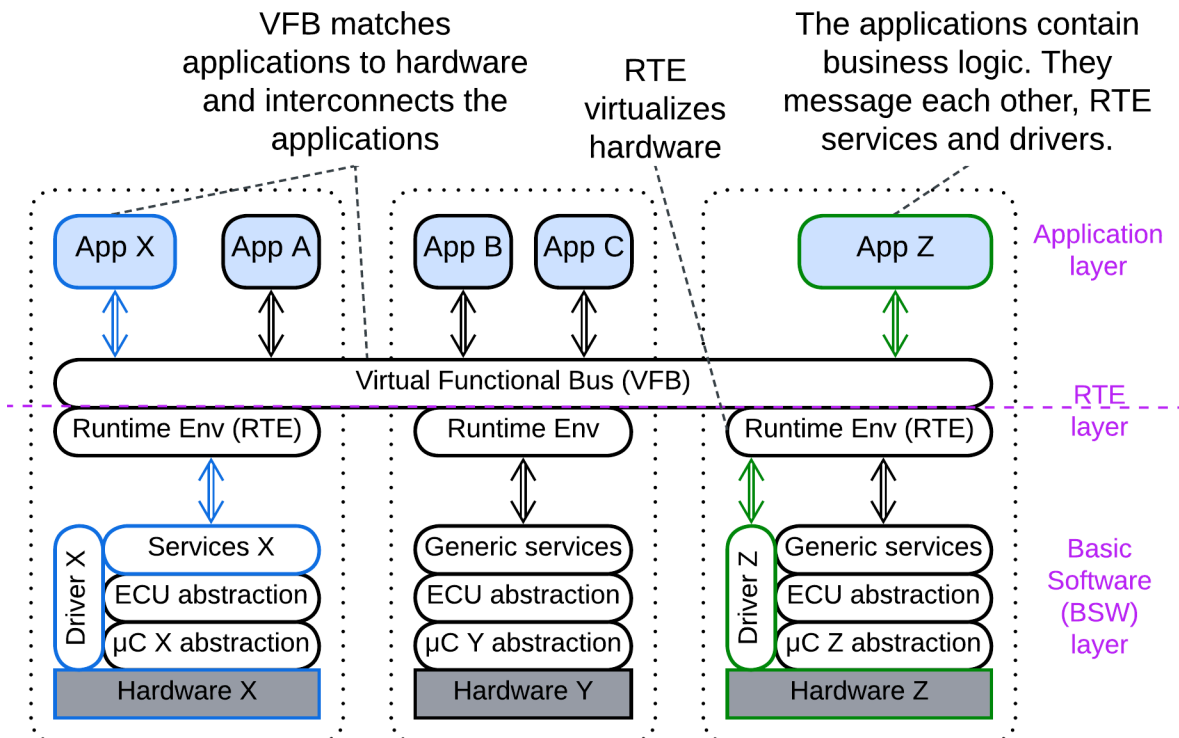 VFB matches
applications to hardware
and interconnects the
applications
RTE
virtualizes
hardware
The applications contain
business logic. They
message each other, RTE
services and drivers.
App X
App A
App B
App C
App Z
Application
layer
Virtual Functional Bus (VFB)
RTE
layer
Runtime Env (RTE)
Runtime Env
Runtime Env (RTE)
Driver X
Services X
ECU abstraction
μC X abstraction
Hardware X
Generic services
ECU abstraction
μC Y abstraction
Hardware Y
Driver Z
Generic services
ECU abstraction
μC Z abstraction
Hardware Z
Basic
Software
(BSW)
layer